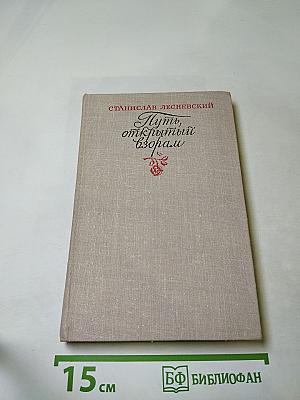 СТАНИСЛАВ ЛЕСНЕВСКИЙ
Путь,
открытый
взорам
15 см
БФ БИБЛИОФАН